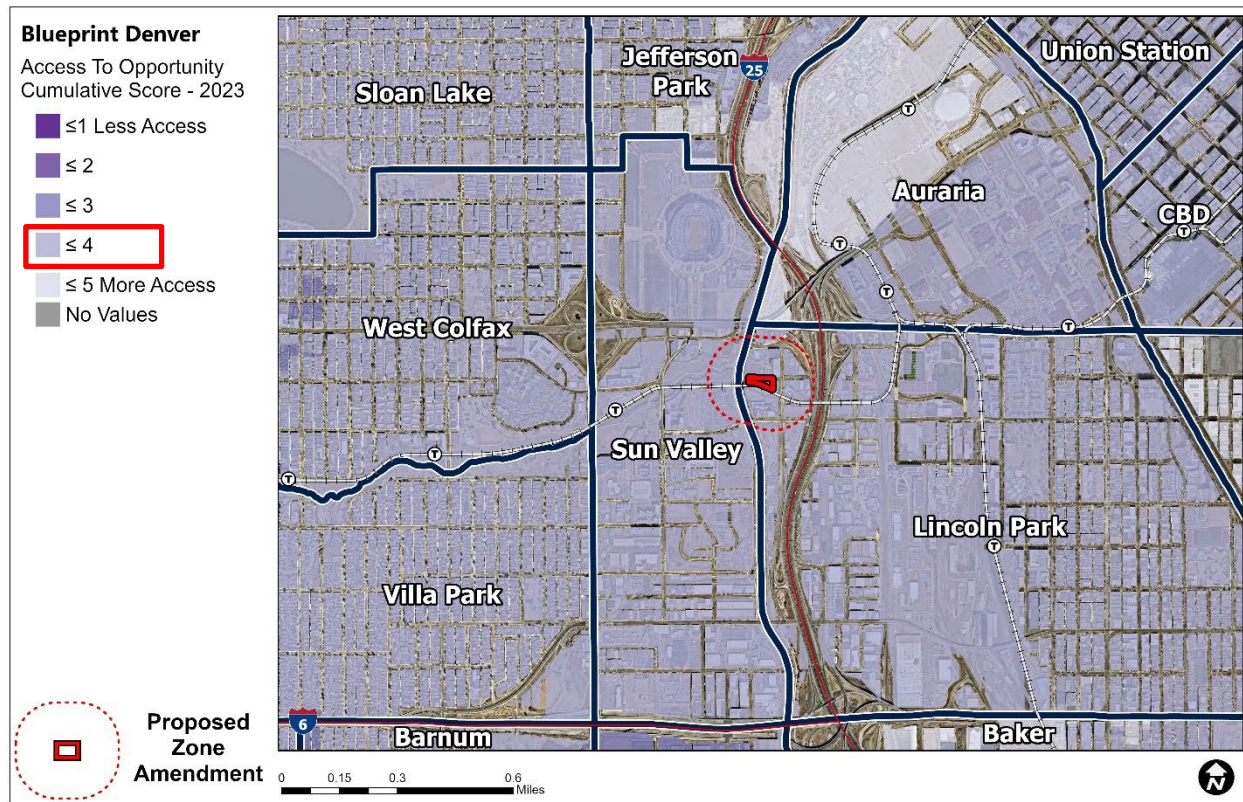 Blueprint Denver
Access To Opportunity
Cumulative Score - 2023
≤1 Less Access
≤ 2
≤ 3
≤ 4
≤ 5 More Access
No Values
Jefferson
Park
25
Union Station
Sloan Lake
T
Auraria
CBD
T
T
T
West Colfax
T
T
Sun Valley
T
T
Lincoln Park
T
Villa Park
6
Barnum
Baker
Proposed
Zone
Amendment
0 0.15 0.3 0.6
Miles
N